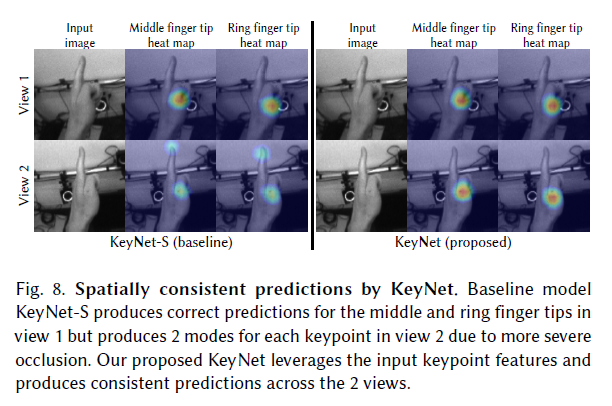 Input image Middle finger tip heat map Ring finger tip heat map Input image Middle finger tip heat map Ring finger tip heat map
View 1
View 2
KeyNet-S (baseline) KeyNet (proposed)
Fig. 8. Spatially consistent predictions by KeyNet. Baseline model
KeyNet-S produces correct predictions for the middle and ring finger tips in
view 1 but produces 2 modes for each keypoint in view 2 due to more severe
occlusion. Our proposed KeyNet leverages the input keypoint features and
produces consistent predictions across the 2 views.